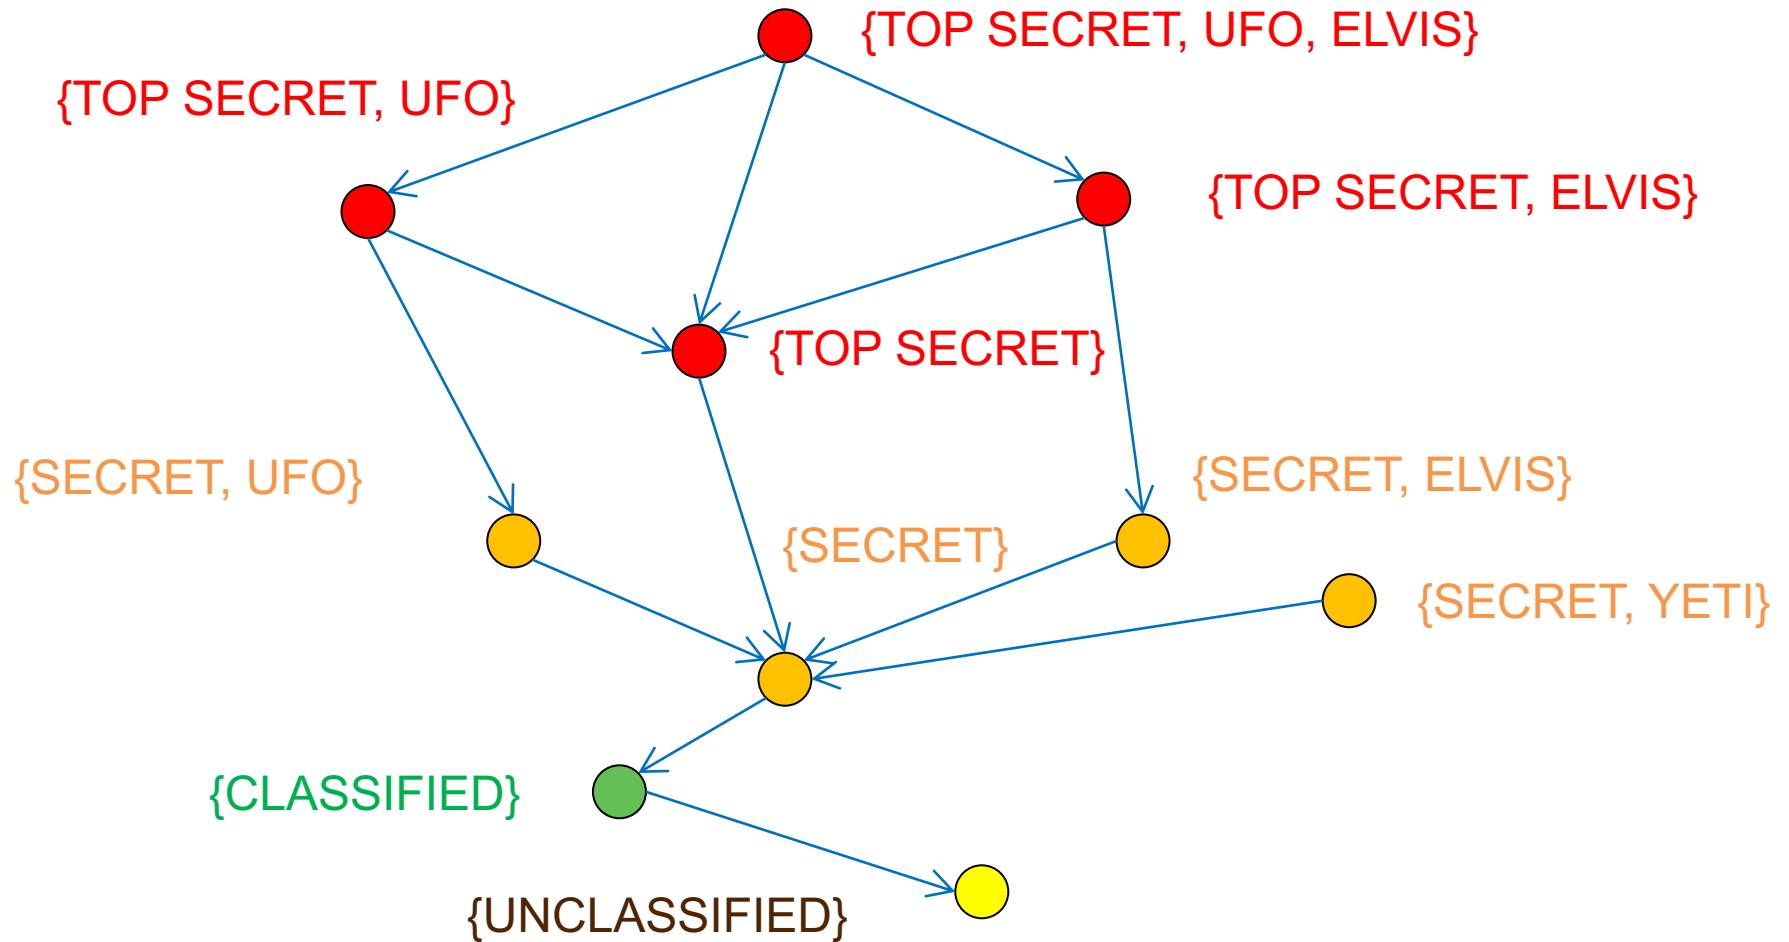 {TOP SECRET, UFO, ELVIS}
{TOP SECRET, UFO}
{TOP SECRET, ELVIS}
{TOP SECRET}
{SECRET, UFO}
{SECRET, ELVIS}
{SECRET}
{SECRET, YETI}
{CLASSIFIED}
{UNCLASSIFIED}